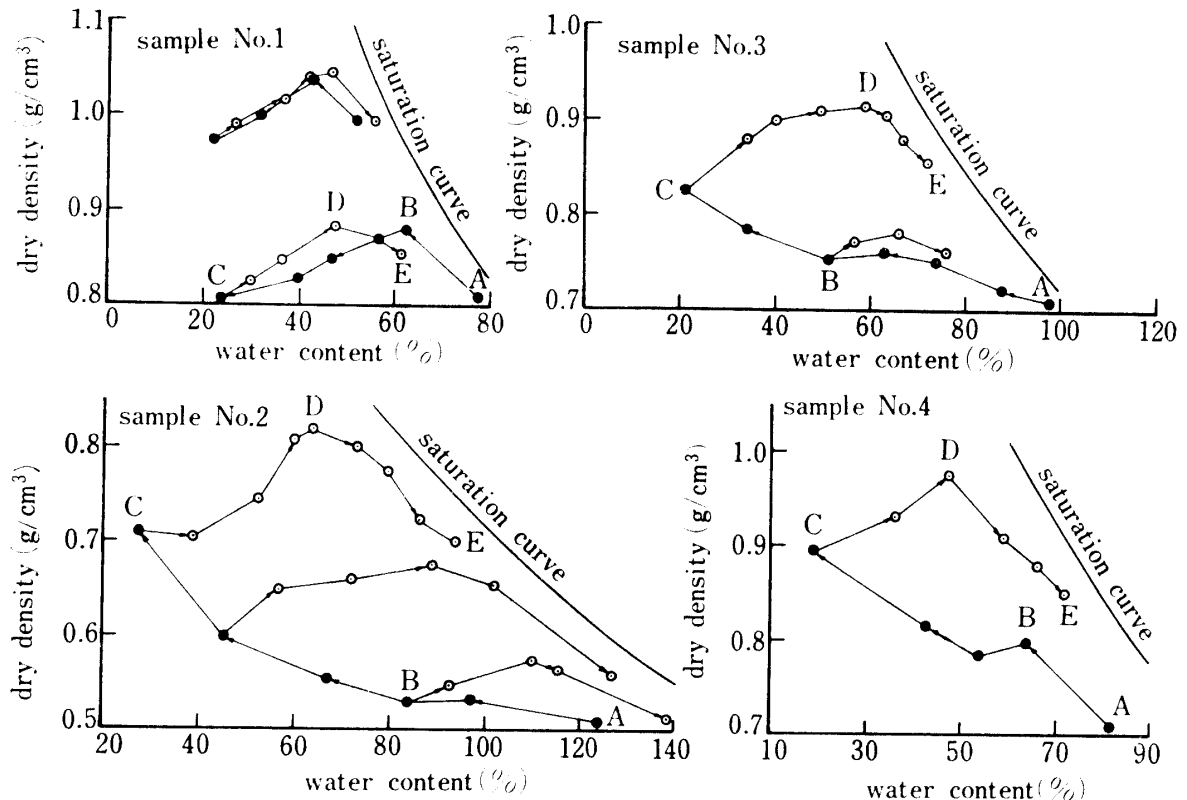 sample No.1
saturation curve
dry density (g/cm³)
1.1
1.0
0.9
0.8
D
B
C
E
A
0 20 40 60 80
water content (%)
sample No.3
saturation curve
dry density (g/cm³)
1.0
0.9
0.8
0.7
D
C
E
B
A
0 20 40 60 80 100 120
water content (%)
sample No.2
saturation curve
dry density (g/cm³)
0.8
0.7
0.6
0.5
D
C
E
B
A
20 40 60 80 100 120 140
water content (%)
sample No.4
saturation curve
dry density (g/cm³)
1.0
0.9
0.8
0.7
D
C
B
E
A
10 30 50 70 90
water content (%)